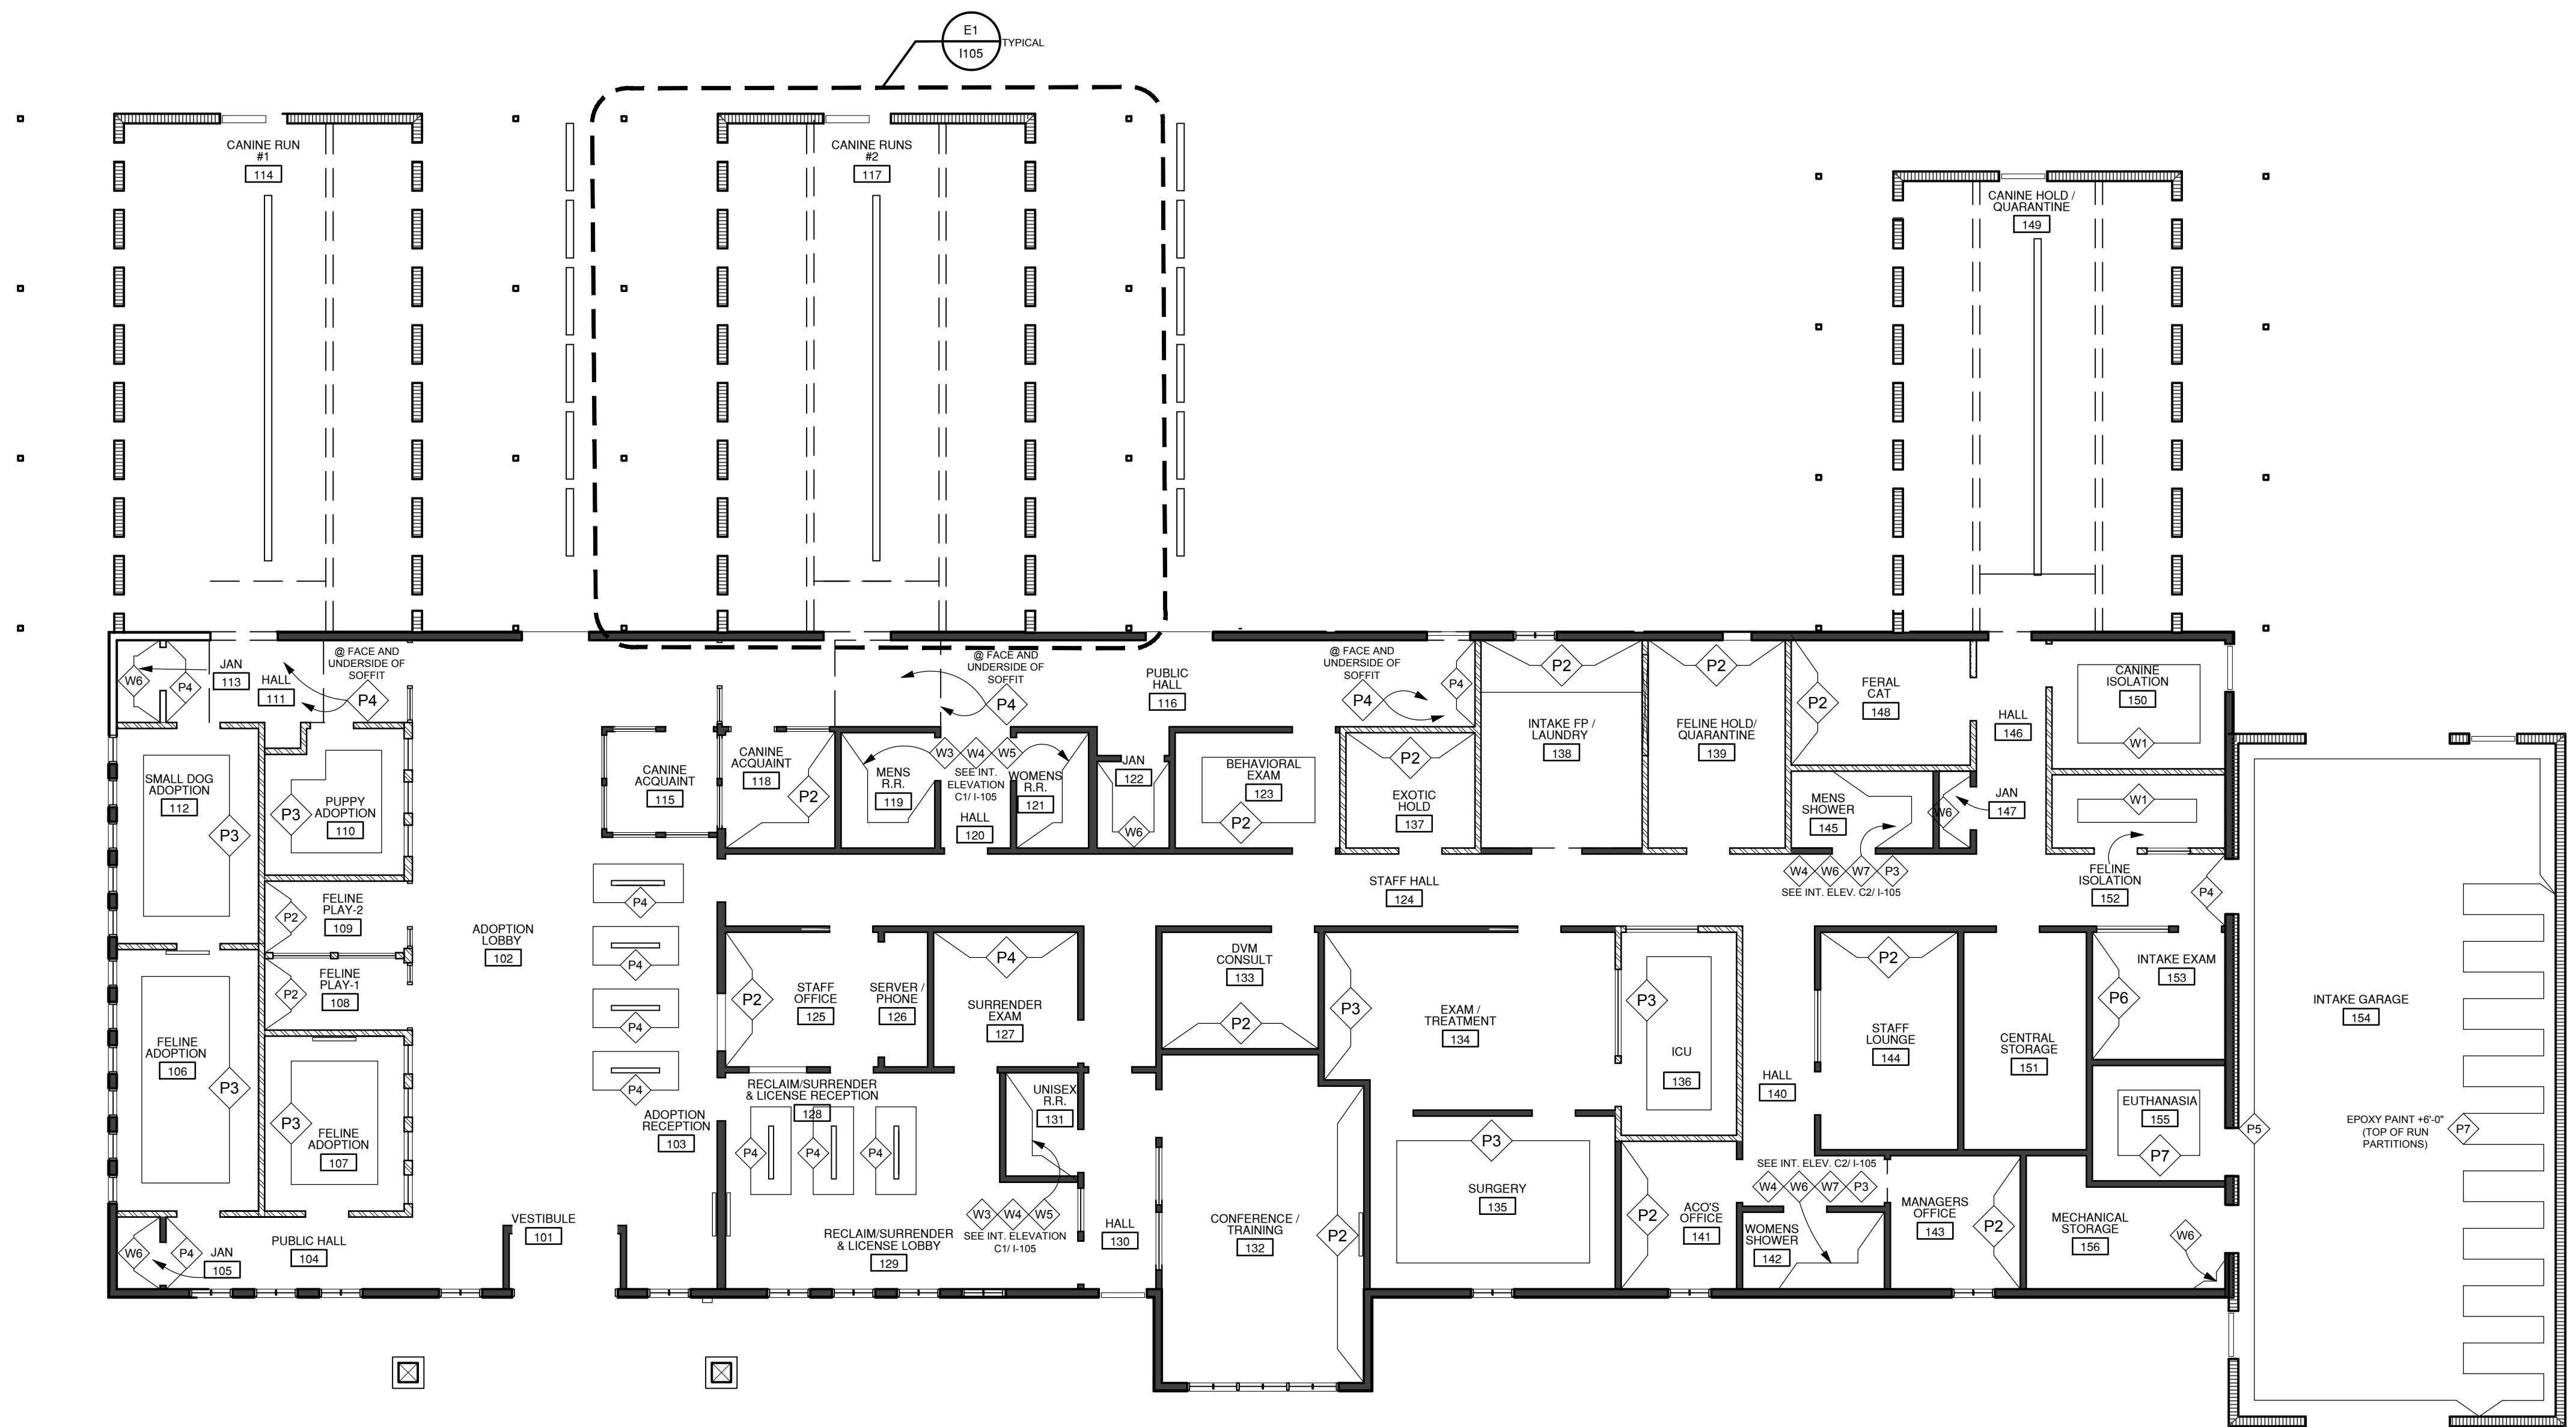 E1
I105
TYPICAL
CANINE RUN
#1
114
CANINE RUNS
#2
117
CANINE HOLD /
QUARANTINE
149
W6
P4
JAN
113
HALL
111
@ FACE AND
UNDERSIDE OF
SOFFIT
P4
@ FACE AND
UNDERSIDE OF
SOFFIT
P4
PUBLIC
HALL
116
@ FACE AND
UNDERSIDE OF
SOFFIT
P4
P4
P2
INTAKE FP /
LAUNDRY
138
P2
FELINE HOLD/
QUARANTINE
139
P2
FERAL
CAT
148
HALL
146
CANINE
ISOLATION
150
W1
SMALL DOG
ADOPTION
112
P3
P3
PUPPY
ADOPTION
110
CANINE
ACQUAINT
115
CANINE
ACQUAINT
118
P2
MENS
R.R.
119
W3
W4
W5
SEE INT.
ELEVATION
C1/ I-105
HALL
120
WOMENS
R.R.
121
JAN
122
W6
BEHAVIORAL
EXAM
123
P2
P2
EXOTIC
HOLD
137
MENS
SHOWER
145
W6
JAN
147
W1
W4
W6
W7
P3
SEE INT. ELEV. C2/ I-105
FELINE
ISOLATION
152
P4
P2
FELINE
PLAY-2
109
P2
FELINE
PLAY-1
108
ADOPTION
LOBBY
102
P4
P4
P4
P4
STAFF HALL
124
P2
STAFF
OFFICE
125
SERVER /
PHONE
126
P4
SURRENDER
EXAM
127
DVM
CONSULT
133
P2
P3
EXAM /
TREATMENT
134
P3
ICU
136
HALL
140
P2
STAFF
LOUNGE
144
CENTRAL
STORAGE
151
INTAKE EXAM
153
P6
INTAKE GARAGE
154
FELINE
ADOPTION
106
P3
P3
FELINE
ADOPTION
107
ADOPTION
RECEPTION
103
RECLAIM/SURRENDER
& LICENSE RECEPTION
128
P4
P4
P4
UNISEX
R.R.
131
EUTHANASIA
155
P7
P5
EPOXY PAINT +6'-0"
(TOP OF RUN
PARTITIONS)
P7
P3
SURGERY
135
P2
ACO'S
OFFICE
141
SEE INT. ELEV. C2/ I-105
W4
W6
W7
P3
WOMENS
SHOWER
142
MANAGERS
OFFICE
143
P2
MECHANICAL
STORAGE
156
W6
W6
P4
JAN
105
PUBLIC HALL
104
VESTIBULE
101
RECLAIM/SURRENDER
& LICENSE LOBBY
129
W3
W4
W5
SEE INT. ELEVATION
C1/ I-105
HALL
130
CONFERENCE /
TRAINING
132
P2